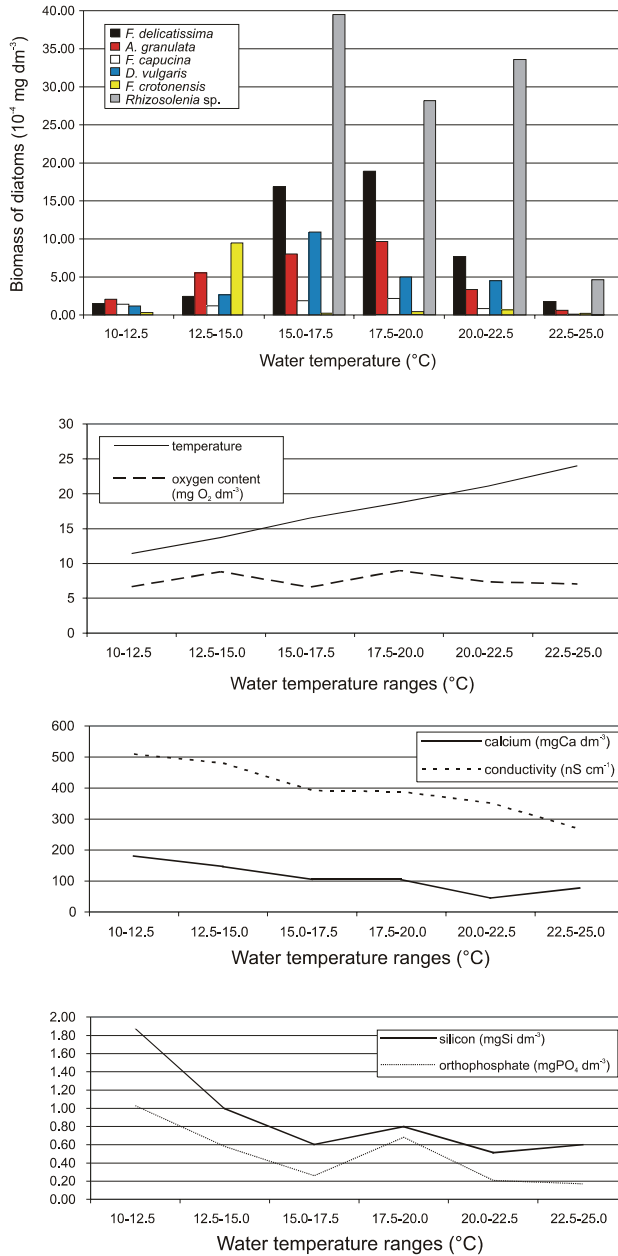 40.00
35.00
30.00
25.00
20.00
15.00
10.00
5.00
0.00
Biomass of diatoms (10⁻⁴ mg dm⁻³)
F. delicatissima
A. granulata
F. capucina
D. vulgaris
F. crotonensis
Rhizosolenia sp.
10-12.5 12.5-15.0 15.0-17.5 17.5-20.0 20.0-22.5 22.5-25.0
Water temperature (°C)
30
25
20
15
10
5
0
temperature
oxygen content
(mg O₂ dm⁻³)
10-12.5 12.5-15.0 15.0-17.5 17.5-20.0 20.0-22.5 22.5-25.0
Water temperature ranges (°C)
600
500
400
300
200
100
0
calcium (mgCa dm⁻³)
conductivity (nS cm⁻¹)
10-12.5 12.5-15.0 15.0-17.5 17.5-20.0 20.0-22.5 22.5-25.0
Water temperature ranges (°C)
2.00
1.80
1.60
1.40
1.20
1.00
0.80
0.60
0.40
0.20
0.00
silicon (mgSi dm⁻³)
orthophosphate (mgPO₄ dm⁻³)
10-12.5 12.5-15.0 15.0-17.5 17.5-20.0 20.0-22.5 22.5-25.0
Water temperature ranges (°C)